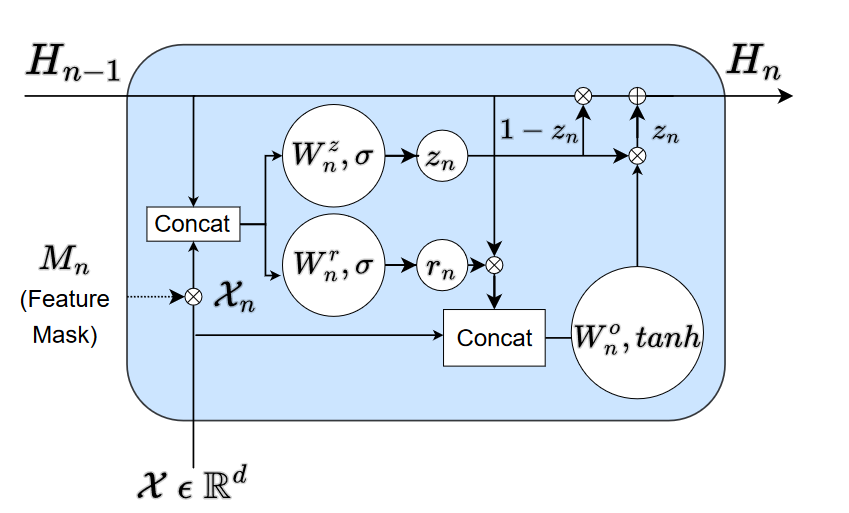 H_{n-1}
H_n
1 - z_n
z_n
W_n^z, σ
z_n
Concat
W_n^r, σ
r_n
M_n
(Feature
Mask)
𝒳_n
Concat
W_n^o, tanh
𝒳 ϵ ℝ^d